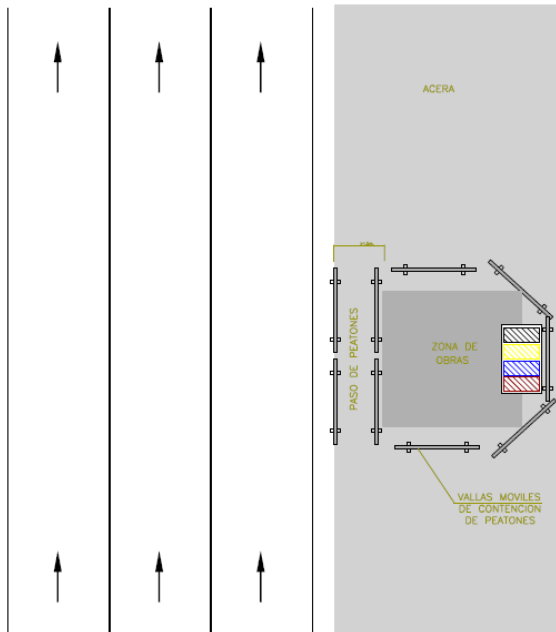 ACERA
PASO DE PEATONES
ZONA DE
OBRAS
VALLAS MOVILES
DE CONTENCION
DE PEATONES